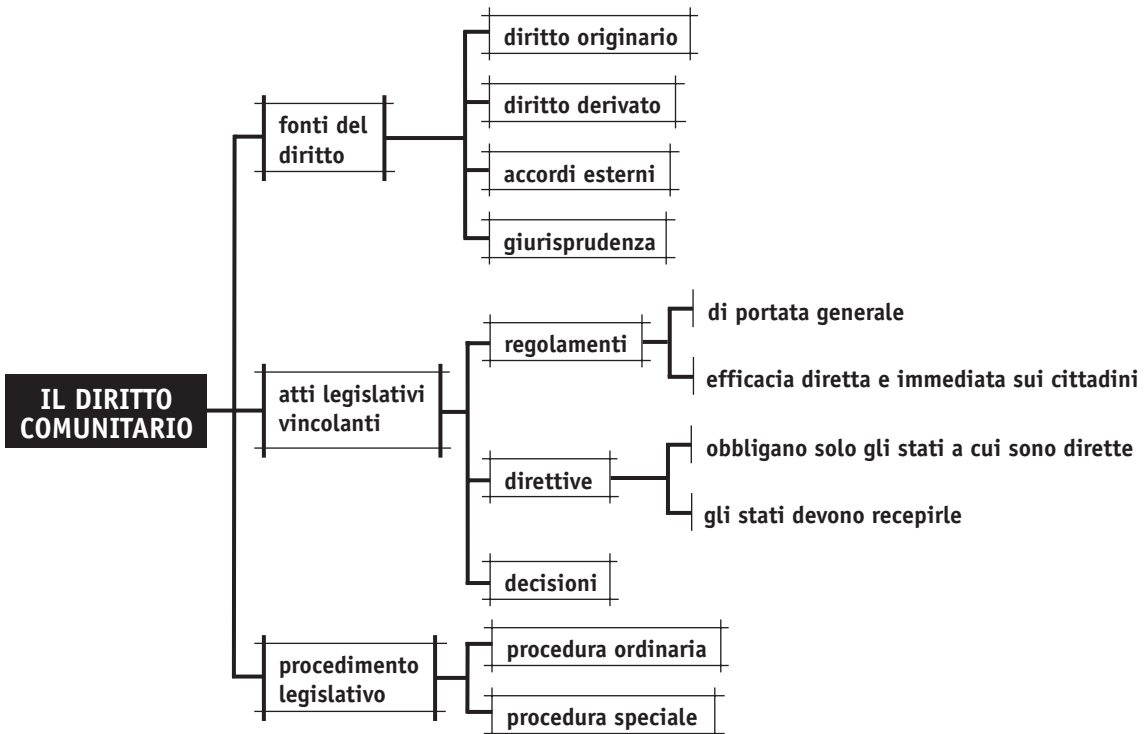 IL DIRITTO
COMUNITARIO
fonti del
diritto
diritto originario
diritto derivato
accordi esterni
giurisprudenza
atti legislativi
vincolanti
regolamenti
di portata generale
efficacia diretta e immediata sui cittadini
direttive
obbligano solo gli stati a cui sono dirette
gli stati devono recepirle
decisioni
procedimento
legislativo
procedura ordinaria
procedura speciale